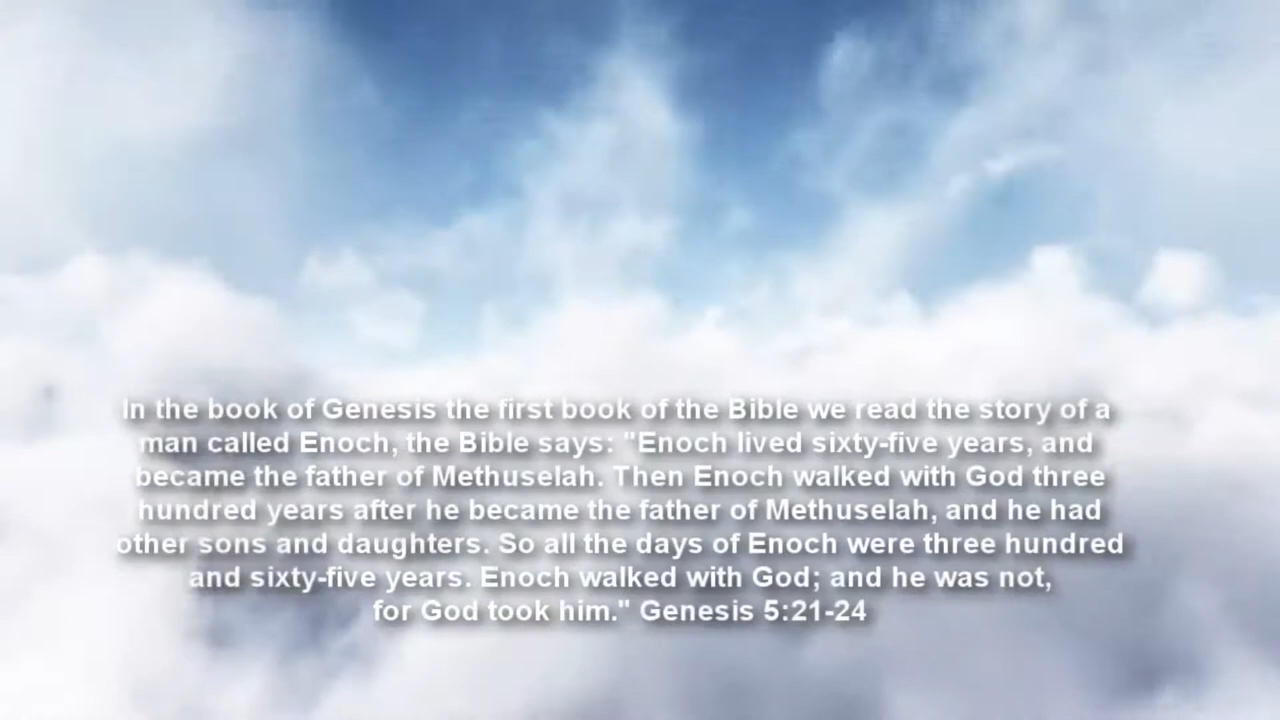 In the book of Genesis the first book of the Bible we read the story of a
man called Enoch, the Bible says: "Enoch lived sixty-five years, and
became the father of Methuselah. Then Enoch walked with God three
hundred years after he became the father of Methuselah, and he had
other sons and daughters. So all the days of Enoch were three hundred
and sixty-five years. Enoch walked with God; and he was not,
for God took him." Genesis 5:21-24